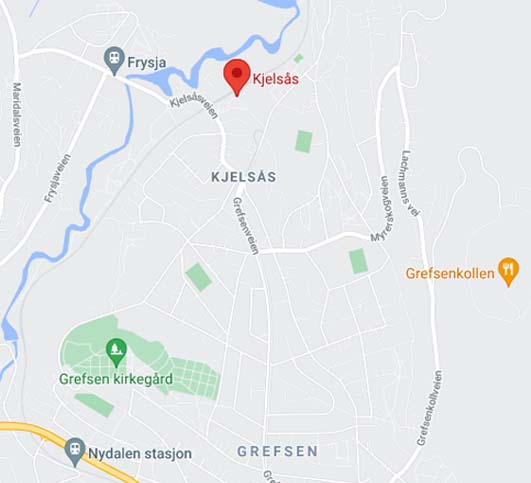 Frysja
Kjelsås
Kjelsåsveien
Maridalsveien
Frysjaveien
KJELSÅS
Lachmanns vei
Myrerskogveien
Grefsenveien
Grefsenkollen
Grefsen kirkegård
Grefsenkollveien
GREFSEN
Nydalen stasjon